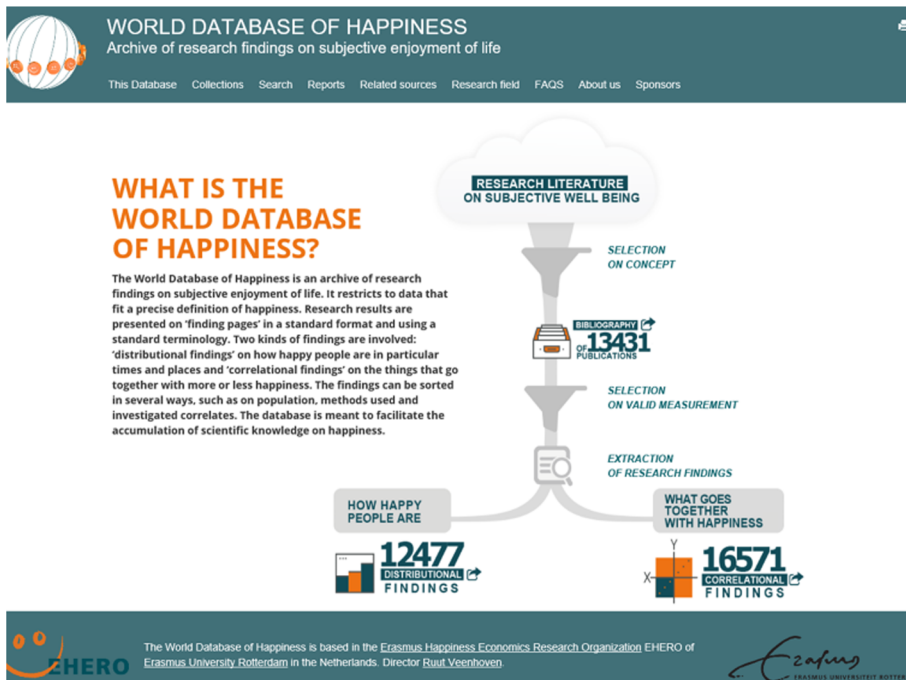 WORLD DATABASE OF HAPPINESS
Archive of research findings on subjective enjoyment of life
This Database Collections Search Reports Related sources Research field FAQS About us Sponsors
RESEARCH LITERATURE
ON SUBJECTIVE WELL BEING
WHAT IS THE
WORLD DATABASE
OF HAPPINESS?
The World Database of Happiness is an archive of research
findings on subjective enjoyment of life. It restricts to data that
fit a precise definition of happiness. Research results are
presented on 'finding pages' in a standard format and using a
standard terminology. Two kinds of findings are involved:
'distributional findings' on how happy people are in particular
times and places and 'correlational findings' on the things that go
together with more or less happiness. The findings can be sorted
in several ways, such as on population, methods used and
investigated correlates. The database is meant to facilitate the
accumulation of scientific knowledge on happiness.
SELECTION
ON CONCEPT
BIBLIOGRAPHY
OF 13431
PUBLICATIONS
SELECTION
ON VALID MEASUREMENT
EXTRACTION
OF RESEARCH FINDINGS
HOW HAPPY
PEOPLE ARE
12477
DISTRIBUTIONAL
FINDINGS
WHAT GOES
TOGETHER
WITH HAPPINESS
Y
X
16571
CORRELATIONAL
FINDINGS
EHERO
The World Database of Happiness is based in the Erasmus Happiness Economics Research Organization EHERO of
Erasmus University Rotterdam in the Netherlands. Director Ruut Veenhoven.
Erasmus
ERASMUS UNIVERSITEIT ROTTER